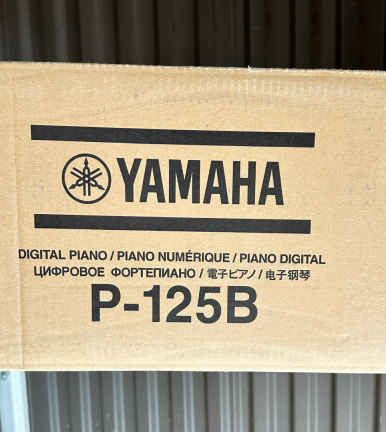 YAMAHA
DIGITAL PIANO / PIANO NUMÉRIQUE / PIANO DIGITAL
ЦИФРОВОЕ ФОРТЕПИАНО / 電子ピアノ / 电子钢琴
P-125B